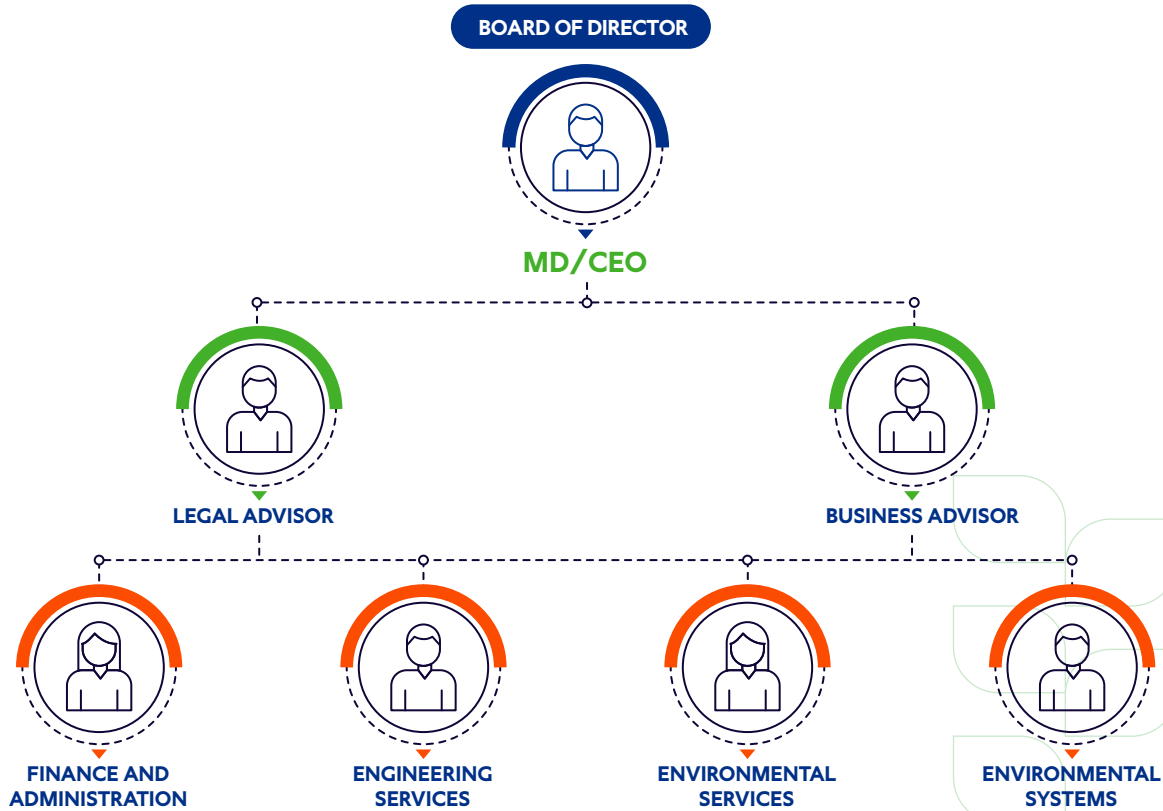 BOARD OF DIRECTOR
MD/CEO
LEGAL ADVISOR
BUSINESS ADVISOR
FINANCE AND
ADMINISTRATION
ENGINEERING
SERVICES
ENVIRONMENTAL
SERVICES
ENVIRONMENTAL
SYSTEMS